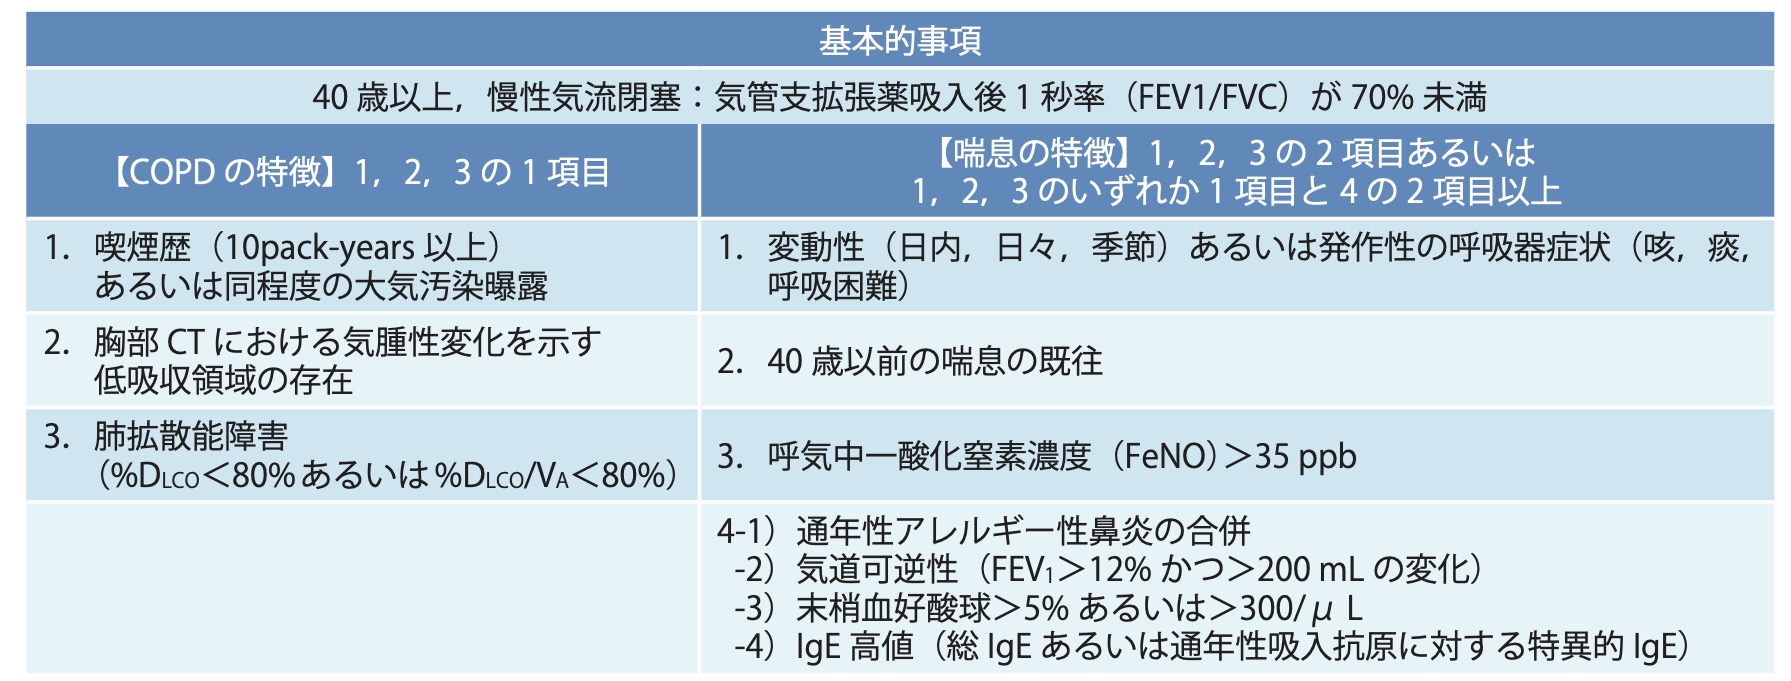 基本的事項
40 歳以上，慢性気流閉塞：気管支拡張薬吸入後 1 秒率（FEV1/FVC）が 70% 未満
【COPD の特徴】1，2，3 の 1 項目
【喘息の特徴】1，2，3 の 2 項目あるいは
1，2，3 のいずれか 1 項目と 4 の 2 項目以上
1. 喫煙歴（10pack-years 以上）
あるいは同程度の大気汚染曝露
1. 変動性（日内，日々，季節）あるいは発作性の呼吸器症状（咳，痰，
呼吸困難）
2. 胸部 CT における気腫性変化を示す
低吸収領域の存在
2. 40 歳以前の喘息の既往
3. 肺拡散能障害
（%DLCO＜80% あるいは %DLCO/VA＜80%）
3. 呼気中一酸化窒素濃度（FeNO）＞35 ppb
4-1）通年性アレルギー性鼻炎の合併
-2）気道可逆性（FEV₁＞12% かつ＞200 mL の変化）
-3）末梢血好酸球＞5% あるいは＞300/μL
-4）IgE 高値（総 IgE あるいは通年性吸入抗原に対する特異的 IgE）